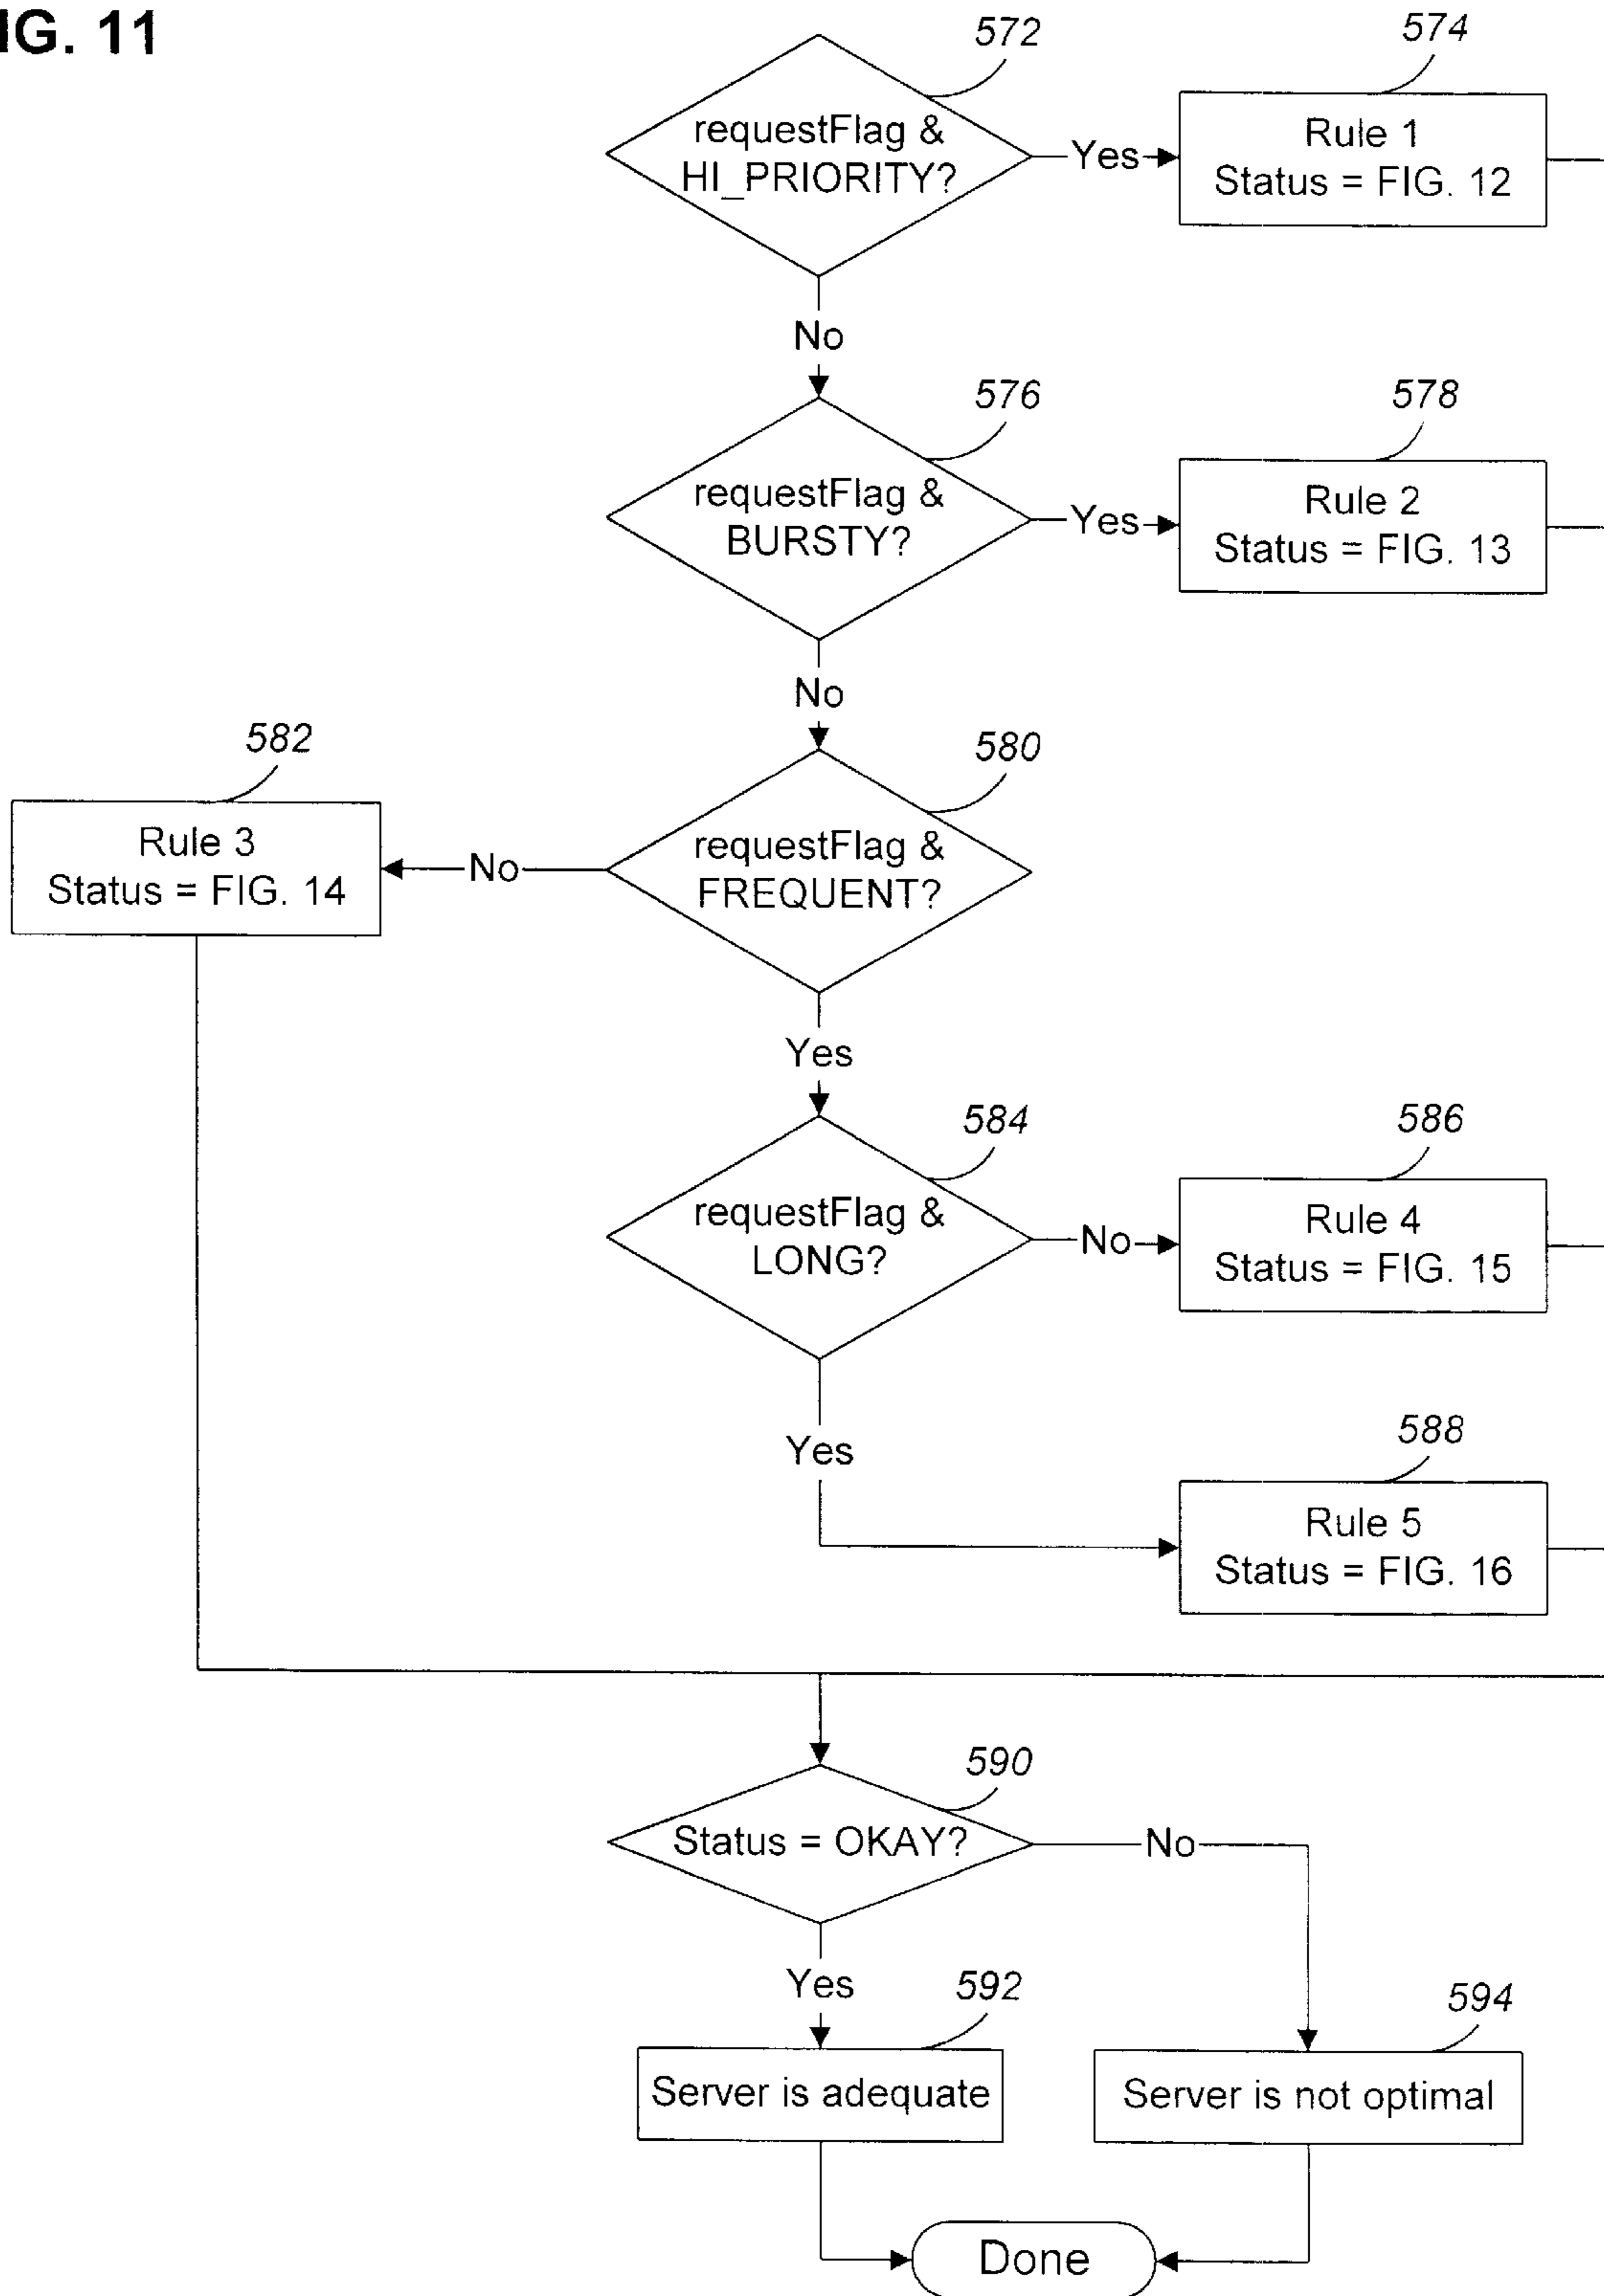 IG. 11
572
574
requestFlag &
HI_PRIORITY?
Yes
Rule 1
Status = FIG. 12
No
576
578
requestFlag &
BURSTY?
Yes
Rule 2
Status = FIG. 13
No
582
580
Rule 3
Status = FIG. 14
No
requestFlag &
FREQUENT?
Yes
584
586
requestFlag &
LONG?
No
Rule 4
Status = FIG. 15
Yes
588
Rule 5
Status = FIG. 16
590
Status = OKAY?
No
Yes
592
594
Server is adequate
Server is not optimal
Done